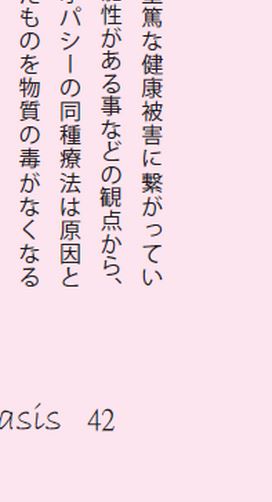 篤な健康被害に繋がってい
性がある事などの観点から、
パシーの同種療法は原因と
ものを物質の毒がなくなる
asis 42